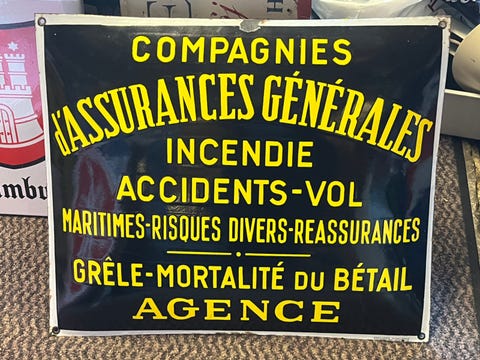 COMPAGNIES
d'ASSURANCES GÉNÉRALES
INCENDIE
ACCIDENTS-VOL
MARITIMES-RISQUES DIVERS-REASSURANCES
GRÊLE-MORTALITÉ DU BÉTAIL
AGENCE